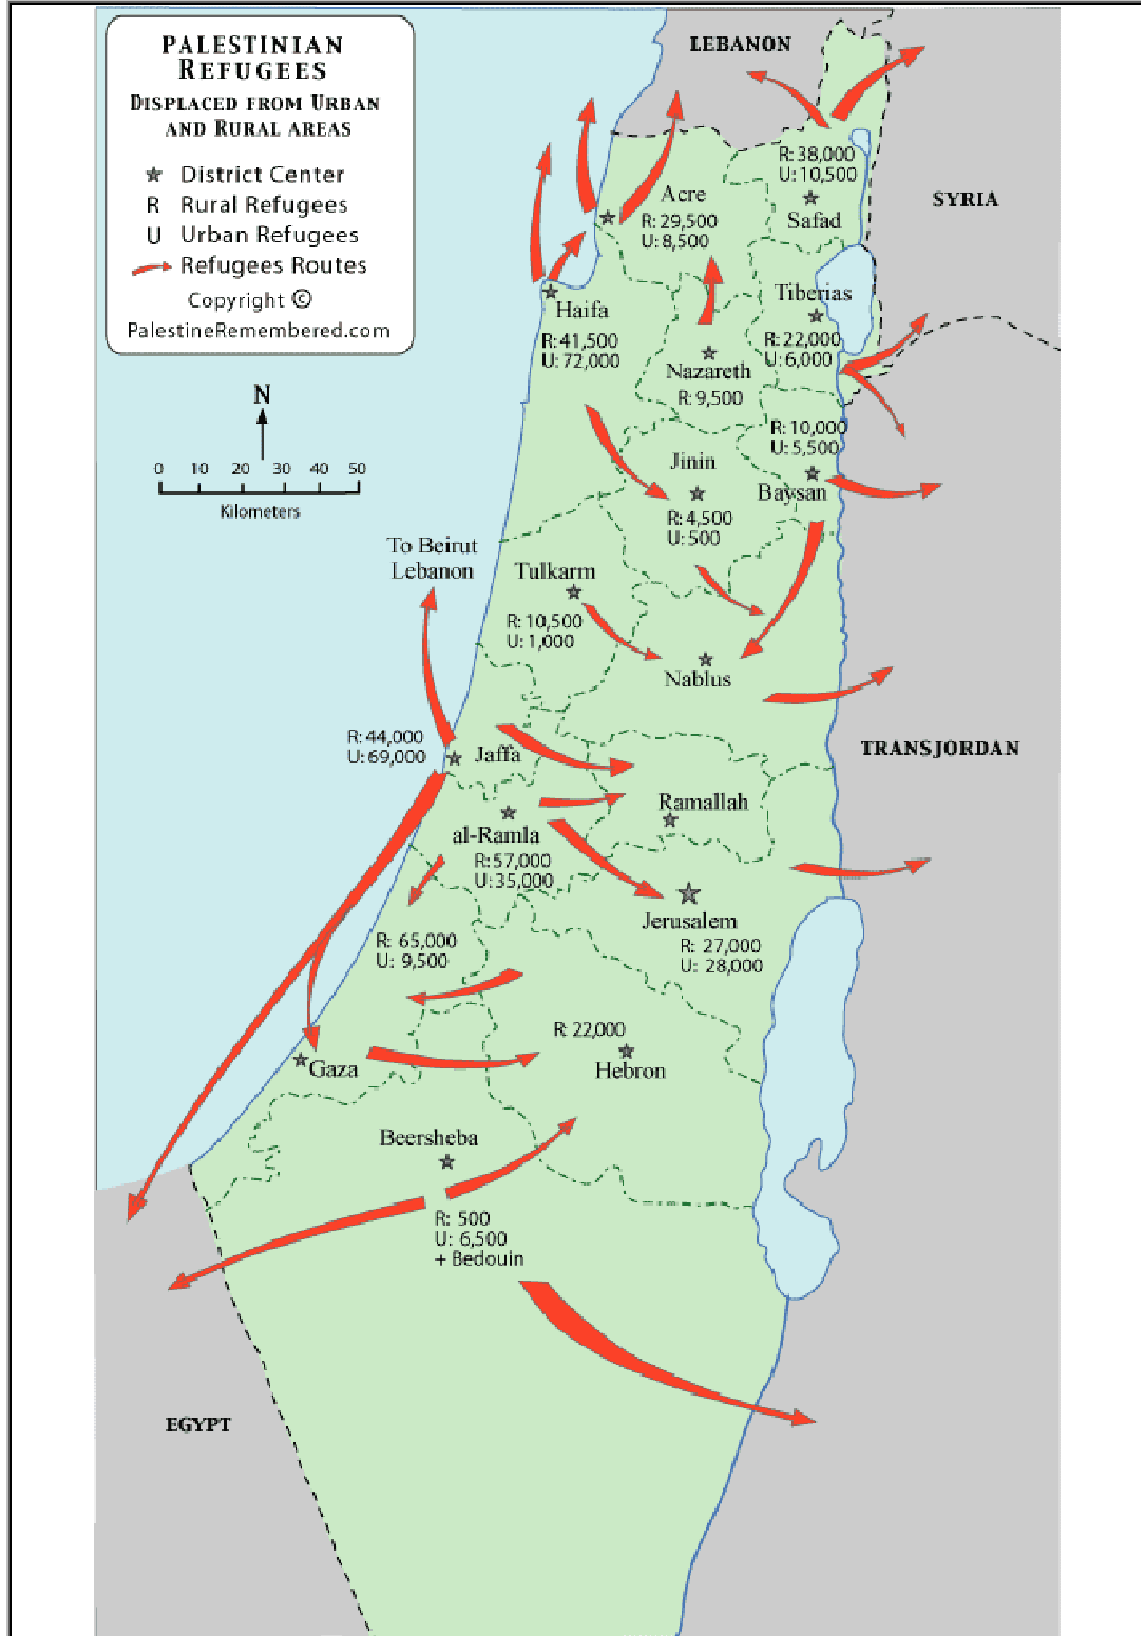 PALESTINIAN
REFUGEES
DISPLACED FROM URBAN
AND RURAL AREAS
District Center
R Rural Refugees
U Urban Refugees
Refugees Routes
Copyright ©
PalestineRemembered.com
N
0 10 20 30 40 50
Kilometers
LEBANON
SYRIA
R: 38,000
U: 10,500
Safad
Acre
R: 29,500
U: 8,500
Haifa
R: 41,500
U: 72,000
Tiberias
R: 22,000
U: 6,000
Nazareth
R: 9,500
R: 10,000
U: 5,500
Baysan
Jinin
R: 4,500
U: 500
To Beirut
Lebanon
Tulkarm
R: 10,500
U: 1,000
Nablus
R: 44,000
U: 69,000
Jaffa
TRANSJORDAN
Ramallah
al-Ramla
R: 57,000
U: 35,000
Jerusalem
R: 27,000
U: 28,000
R: 65,000
U: 9,500
Gaza
R: 22,000
Hebron
Beersheba
R: 500
U: 6,500
+ Bedouin
EGYPT